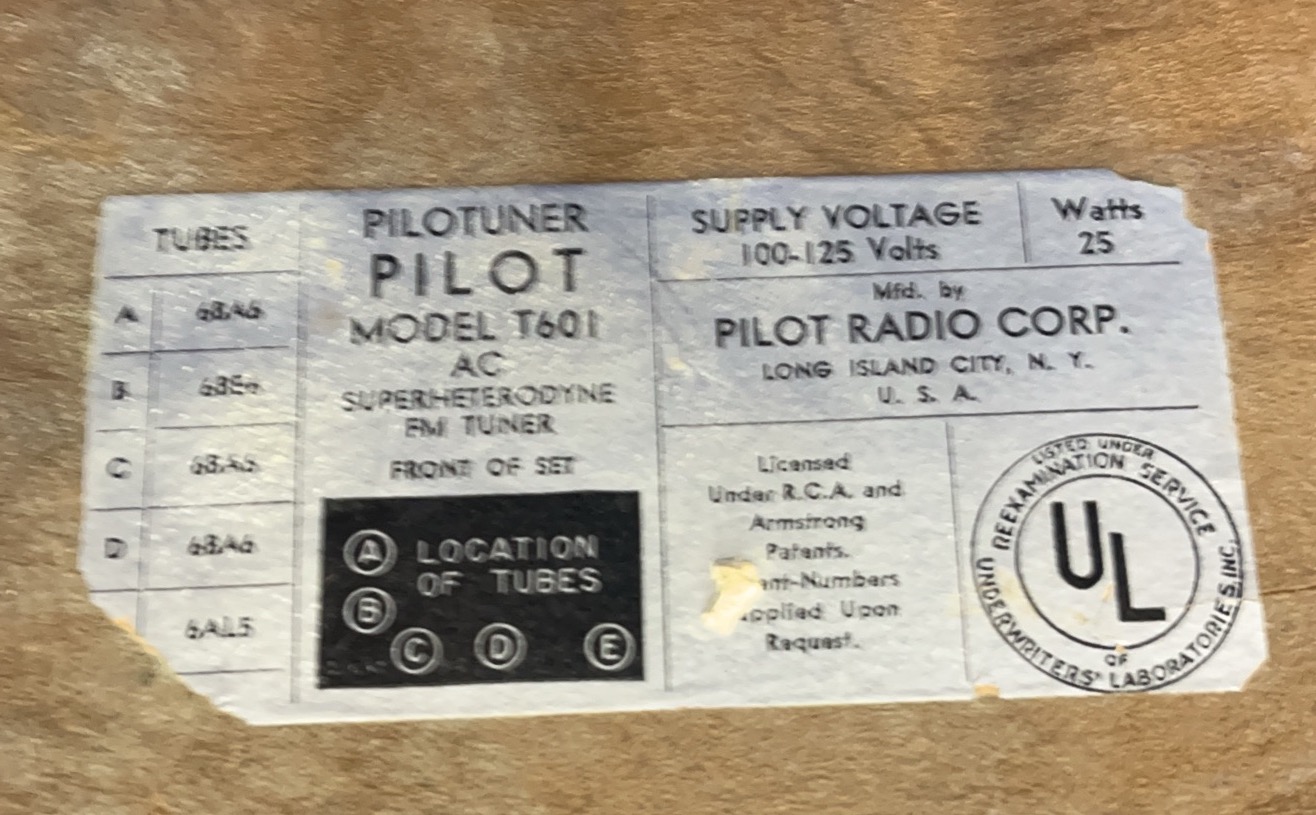 TUBES
A 6BA6
B 6BE6
C 6BA6
D 6BA6
6AL5
PILOTUNER
PILOT
MODEL T601
AC
SUPERHETERODYNE
FM TUNER
FRONT OF SET
A LOCATION
OF TUBES
B
C D E
SUPPLY VOLTAGE
100-125 Volts
Watts
25
Mfd. by
PILOT RADIO CORP.
LONG ISLAND CITY, N. Y.
U. S. A.
Licensed
Under R.C.A. and
Armstrong
Patents.
Numbers
Upon
Request.
LISTED UNDER
REEXAMINATION SERVICE
UL
OF
UNDERWRITERS' LABORATORIES, INC.